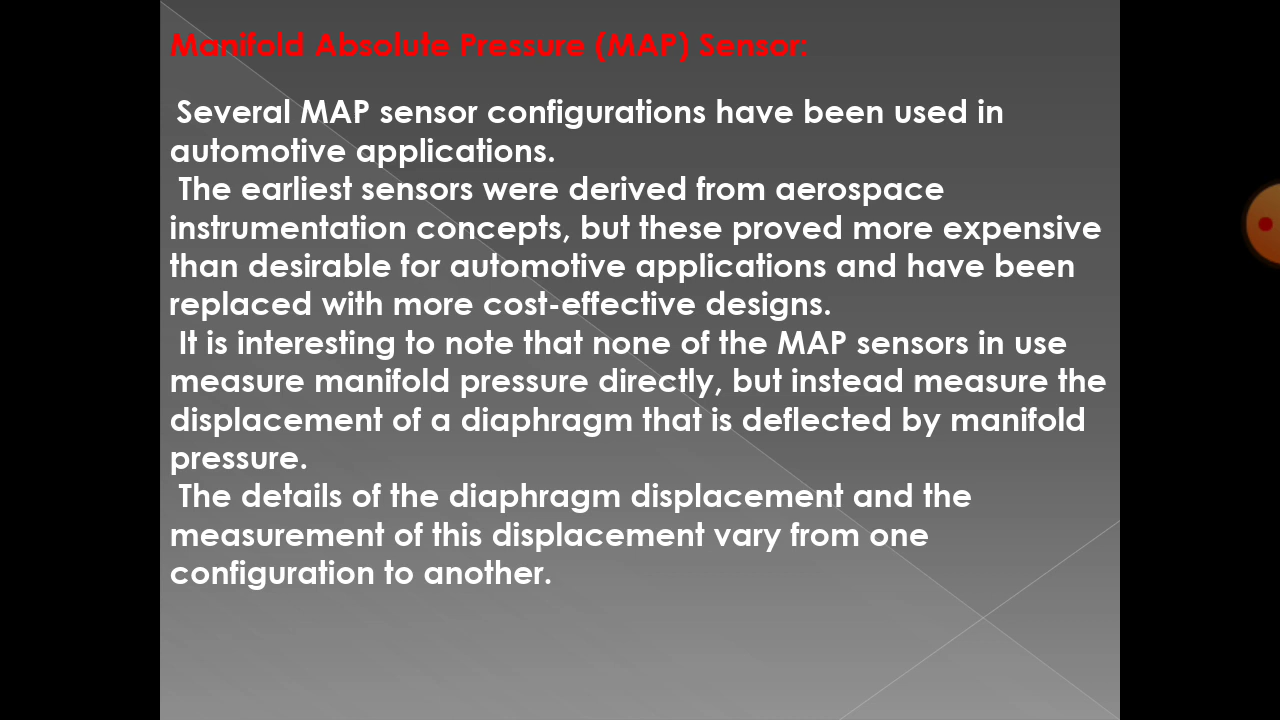 Manifold Absolute Pressure (MAP) Sensor:
Several MAP sensor configurations have been used in
automotive applications.
The earliest sensors were derived from aerospace
instrumentation concepts, but these proved more expensive
than desirable for automotive applications and have been
replaced with more cost-effective designs.
It is interesting to note that none of the MAP sensors in use
measure manifold pressure directly, but instead measure the
displacement of a diaphragm that is deflected by manifold
pressure.
The details of the diaphragm displacement and the
measurement of this displacement vary from one
configuration to another.